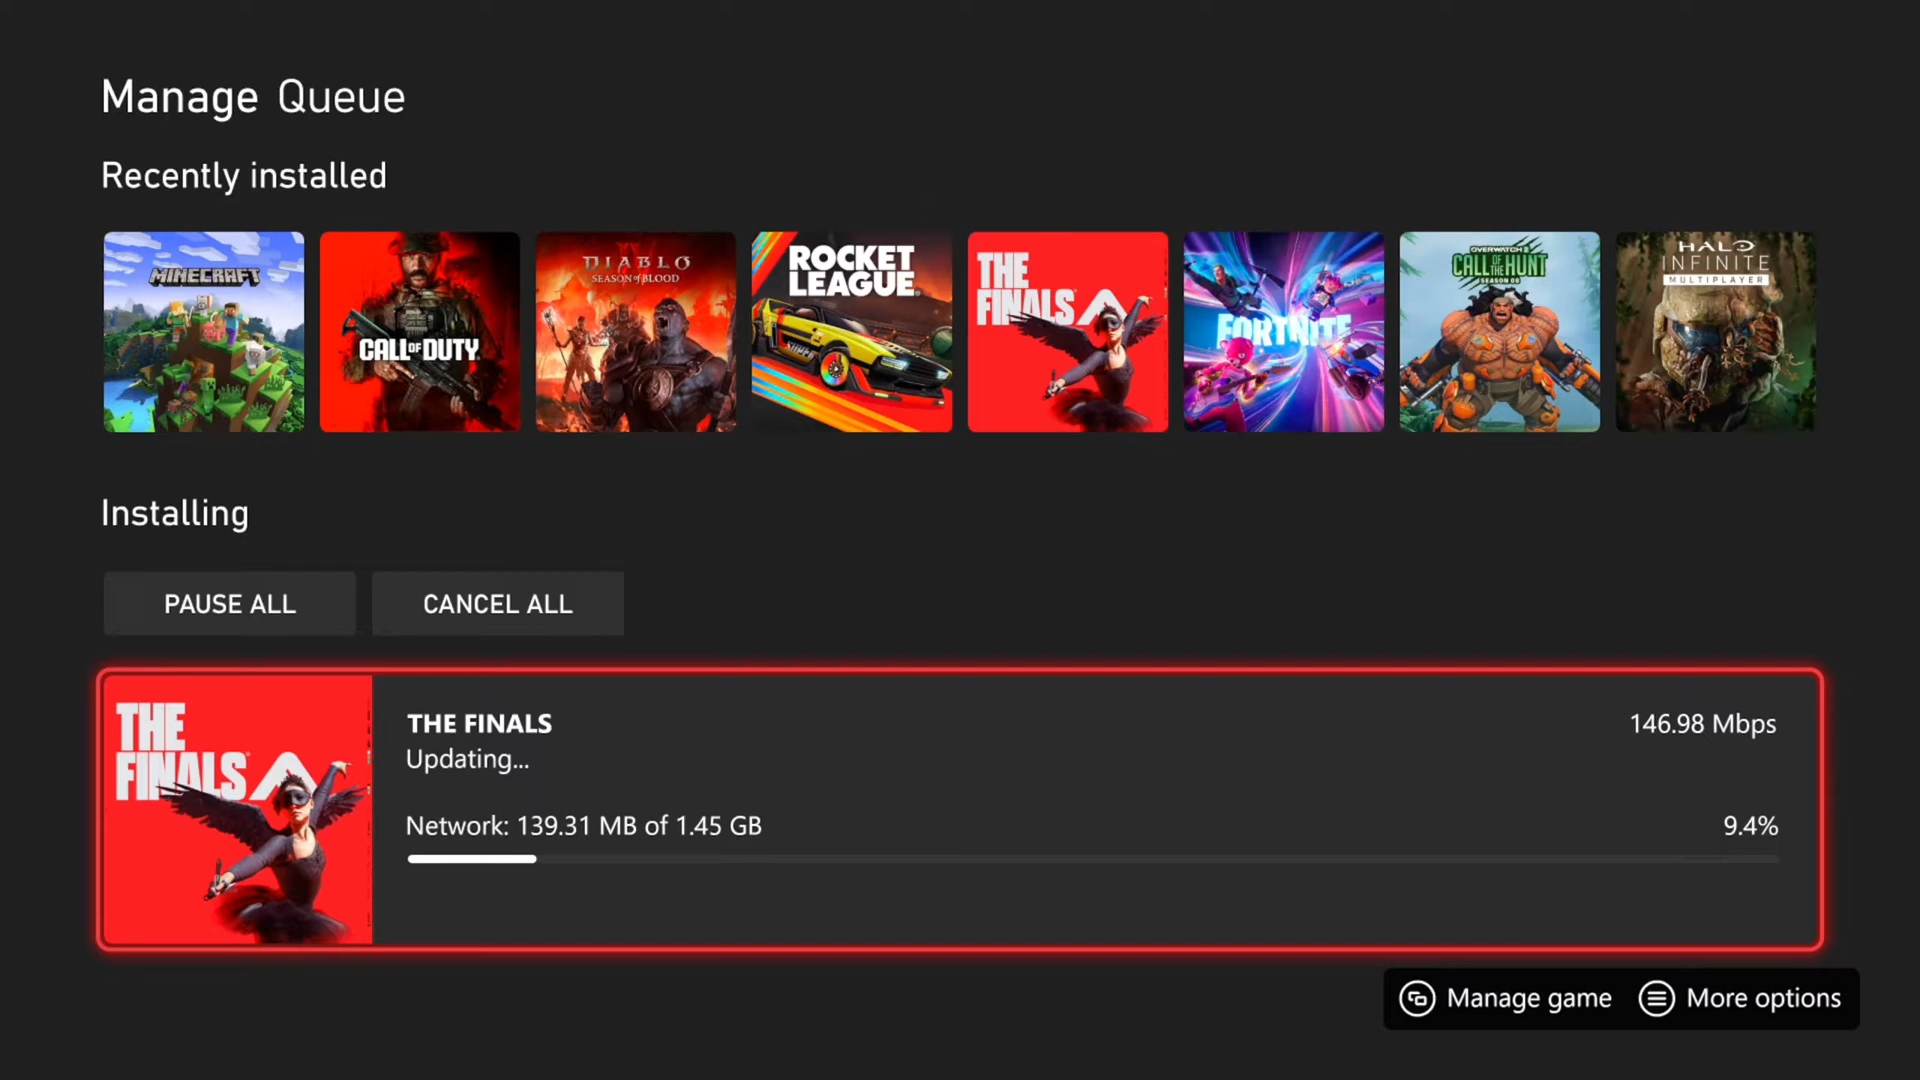 Manage Queue
Recently installed
MINECRAFT
CALL OF DUTY
DIABLO
SEASON of BLOOD
ROCKET
LEAGUE
THE
FINALS
FORTNITE
OVERWATCH 2
CALL
OF THE HUNT
SEASON 08
HALO
INFINITE
MULTIPLAYER
Installing
PAUSE ALL
CANCEL ALL
THE
FINALS
THE FINALS
146.98 Mbps
Updating...
Network: 139.31 MB of 1.45 GB
9.4%
Manage game
More options